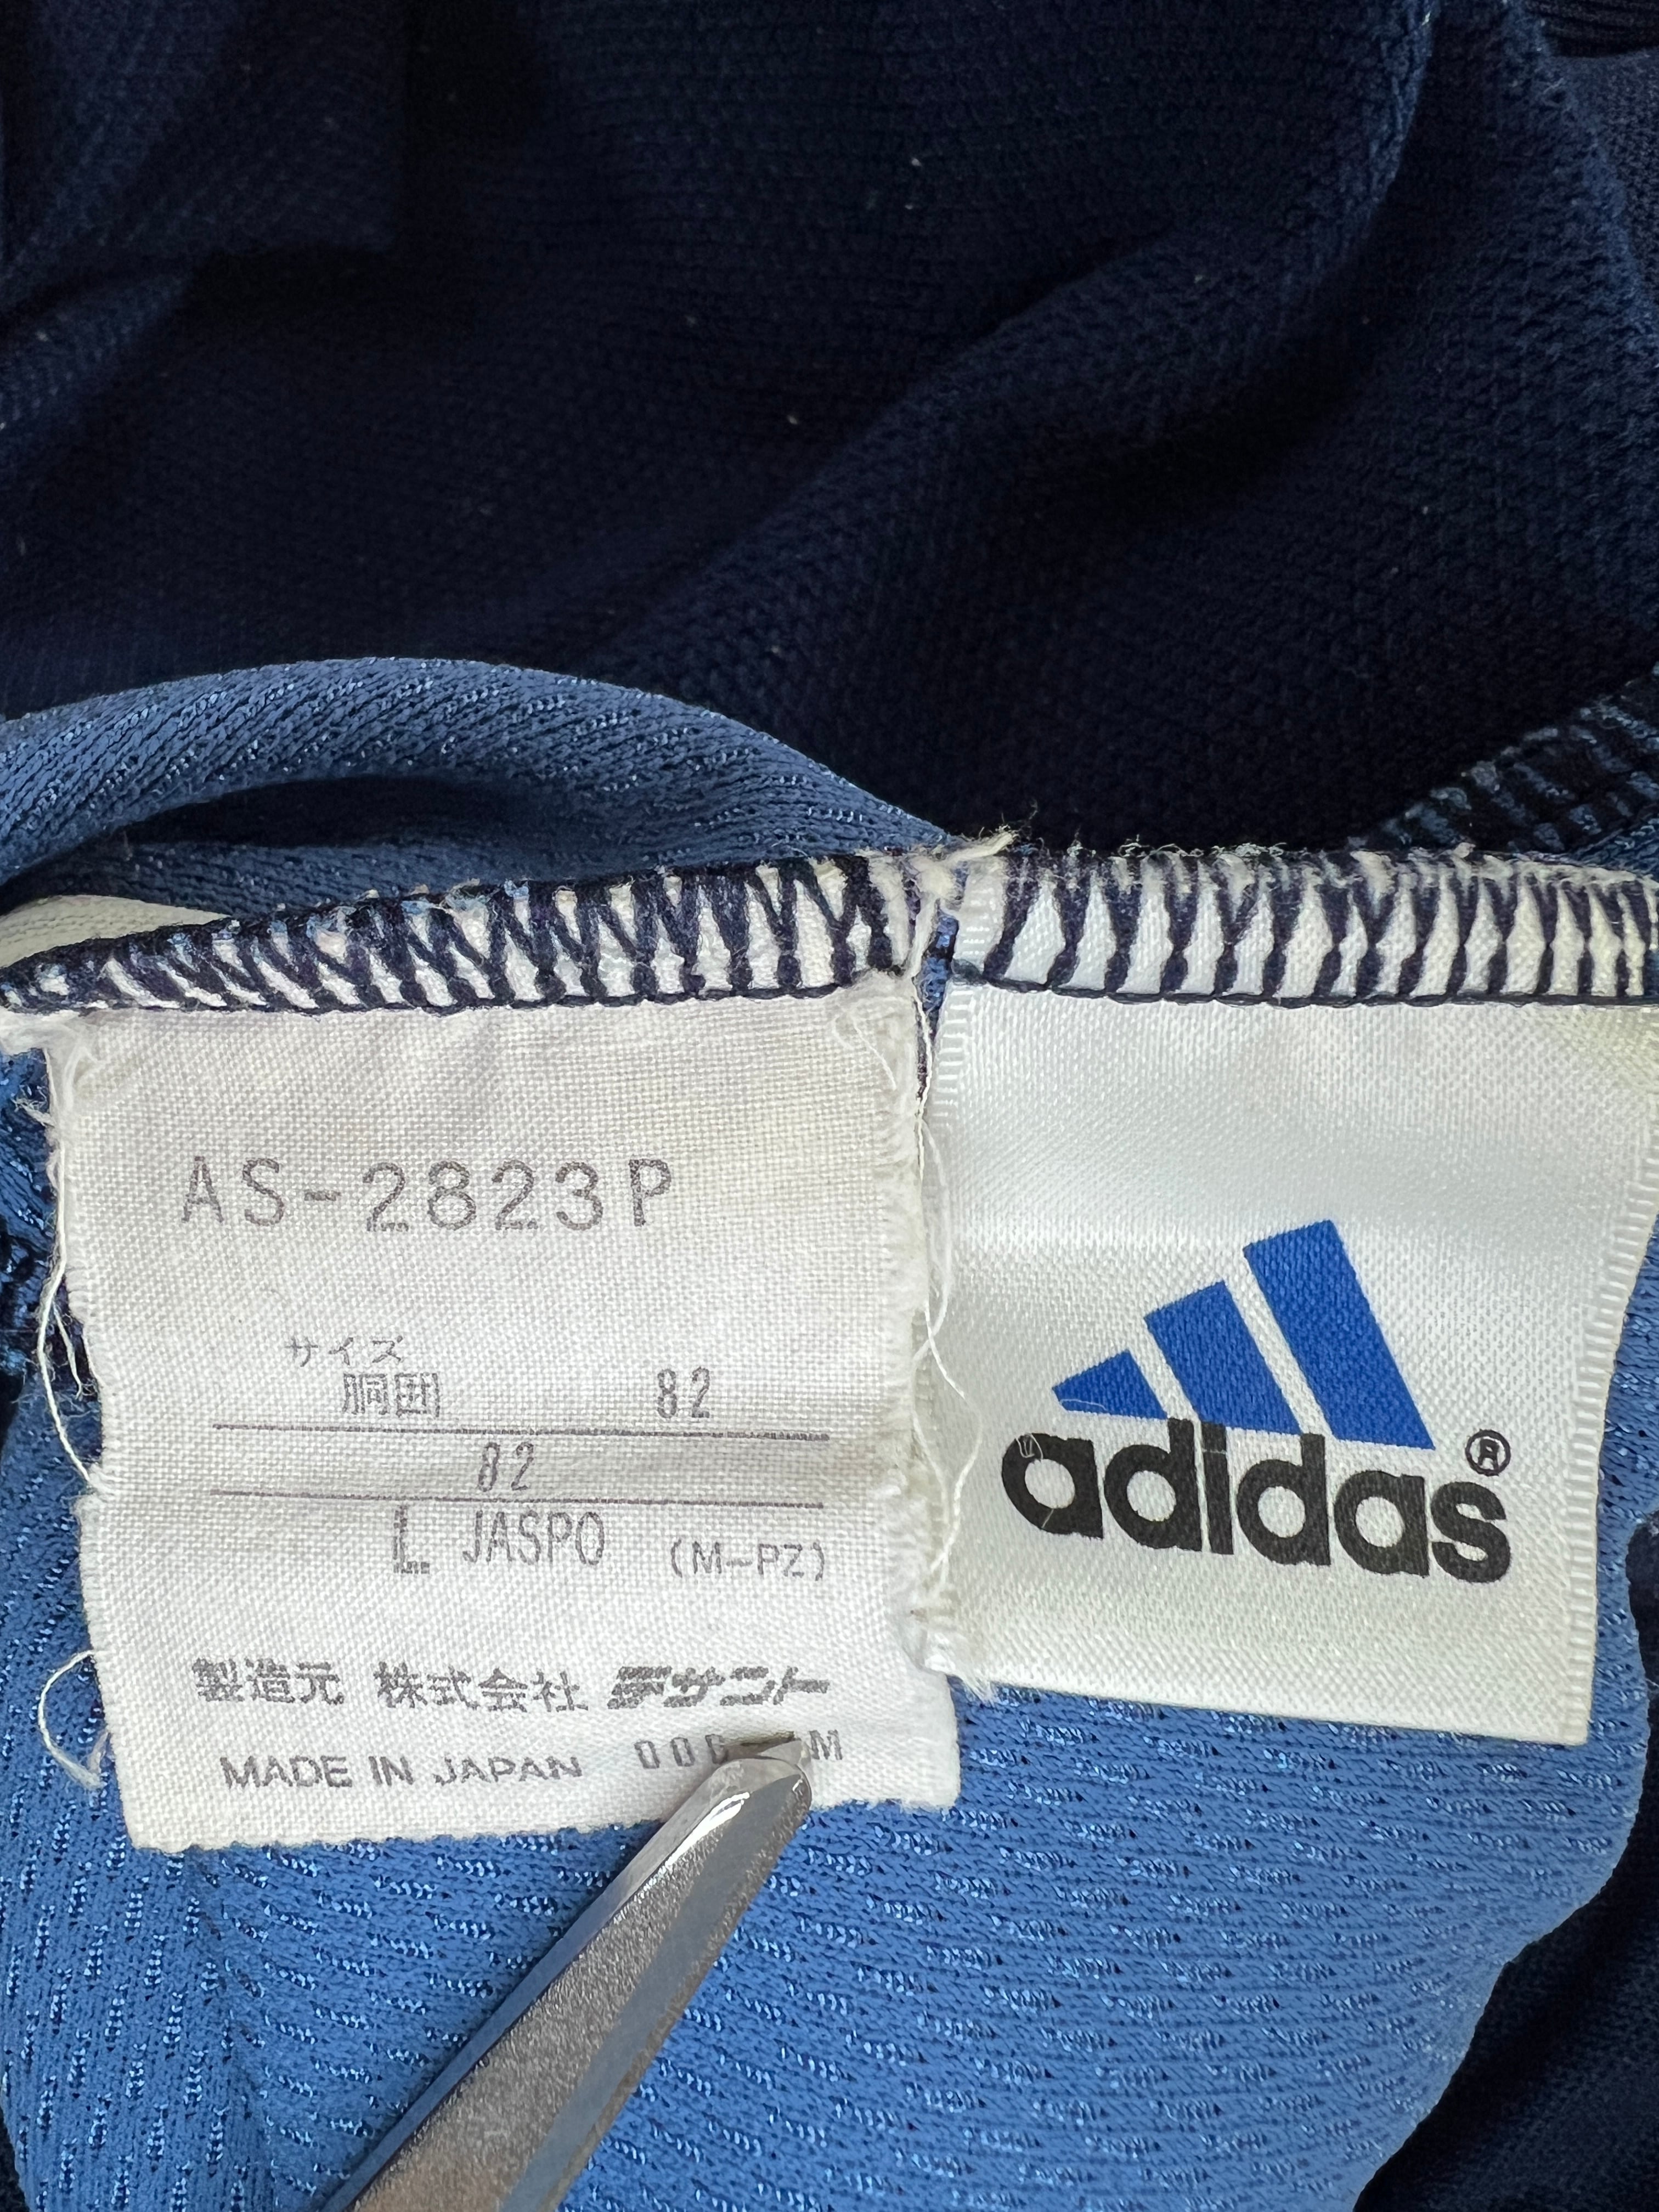 AS-2823P
サイズ
胴囲 82
82
L JASPO (M-PZ)
製造元 株式会社 デサント
MADE IN JAPAN
adidas®